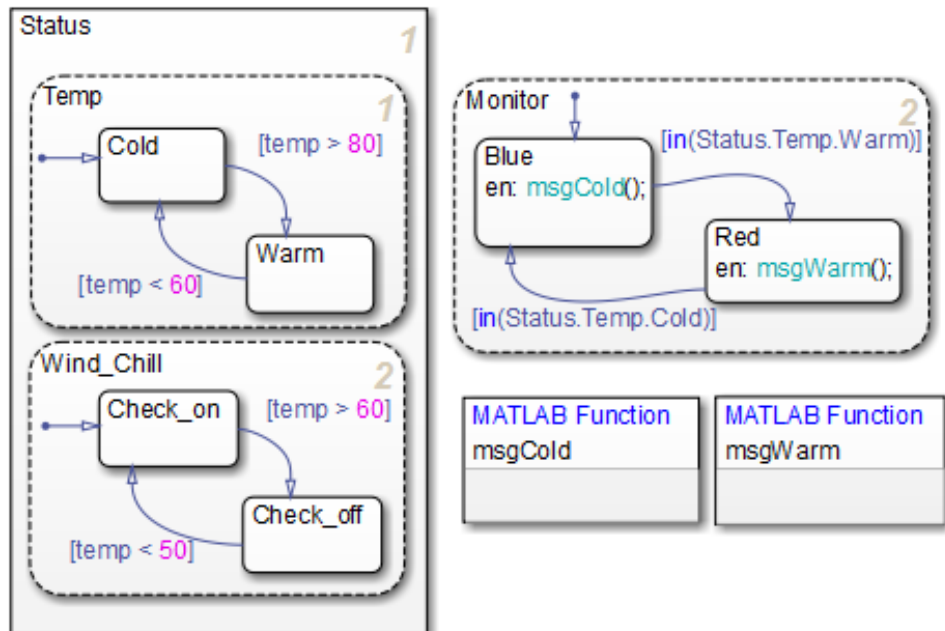 Status
1
Temp
1
Cold
[temp > 80]
Warm
[temp < 60]
Wind_Chill
2
Check_on
[temp > 60]
Check_off
[temp < 50]
Monitor
2
[in(Status.Temp.Warm)]
Blue
en: msgCold();
Red
en: msgWarm();
[in(Status.Temp.Cold)]
MATLAB Function
msgCold
MATLAB Function
msgWarm